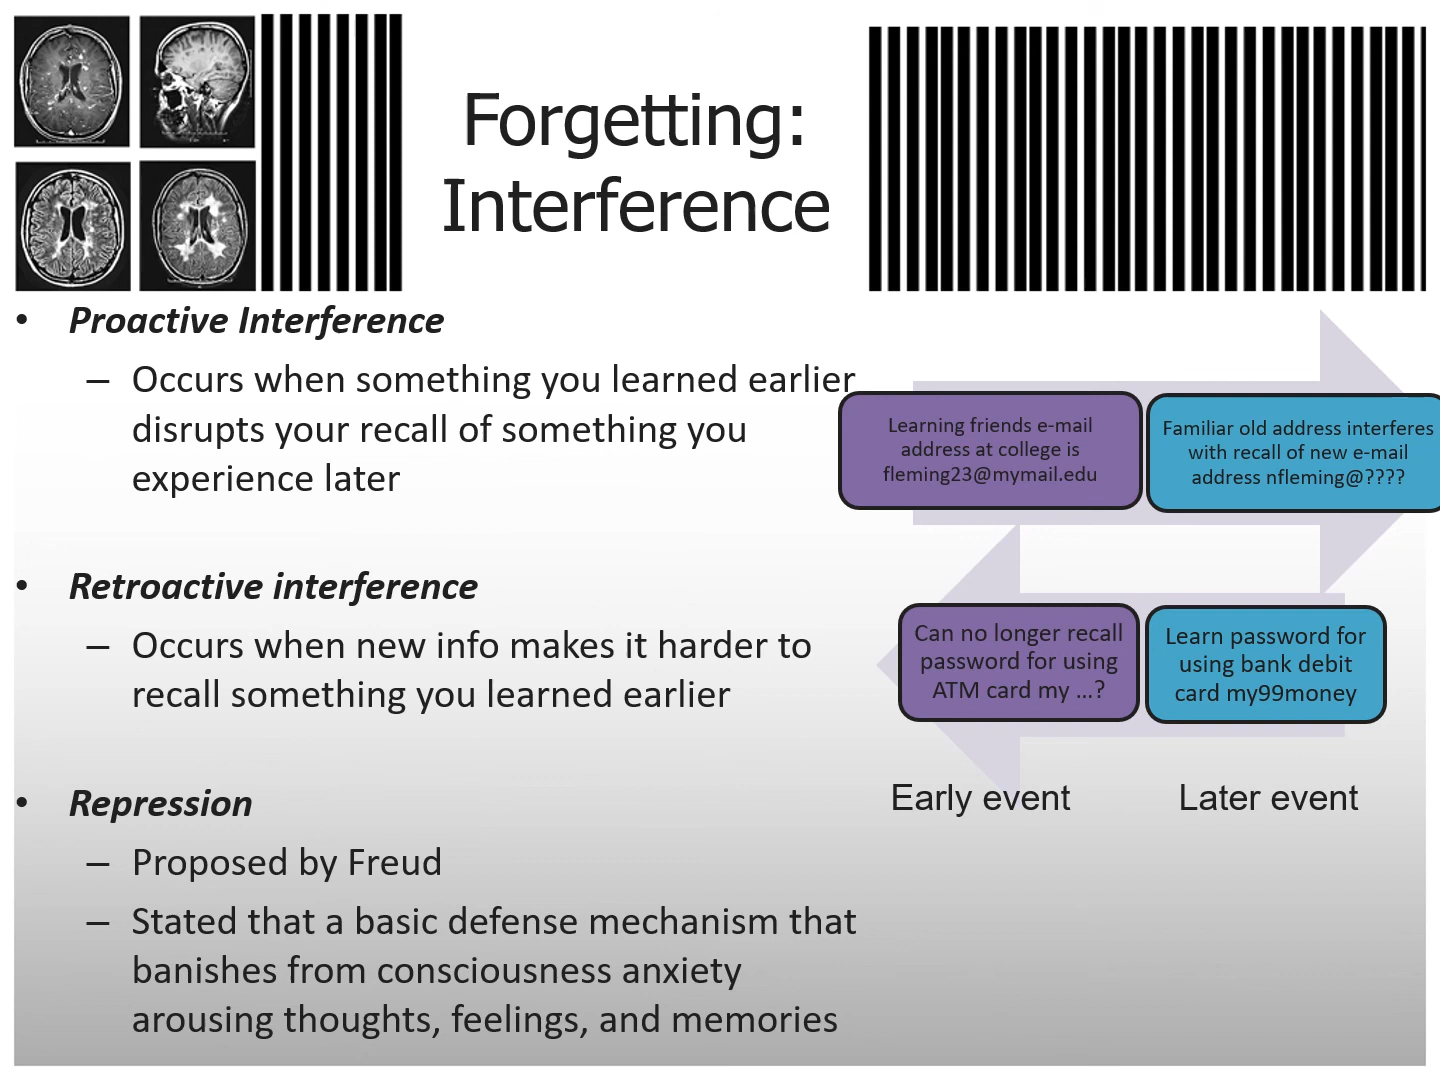 Forgetting:
Interference
• Proactive Interference
– Occurs when something you learned earlier
disrupts your recall of something you
experience later
• Retroactive interference
– Occurs when new info makes it harder to
recall something you learned earlier
• Repression
– Proposed by Freud
– Stated that a basic defense mechanism that
banishes from consciousness anxiety
arousing thoughts, feelings, and memories
Learning friends e-mail
address at college is
fleming23@mymail.edu
Familiar old address interferes
with recall of new e-mail
address nfleming@????
Can no longer recall
password for using
ATM card my ...?
Learn password for
using bank debit
card my99money
Early event
Later event